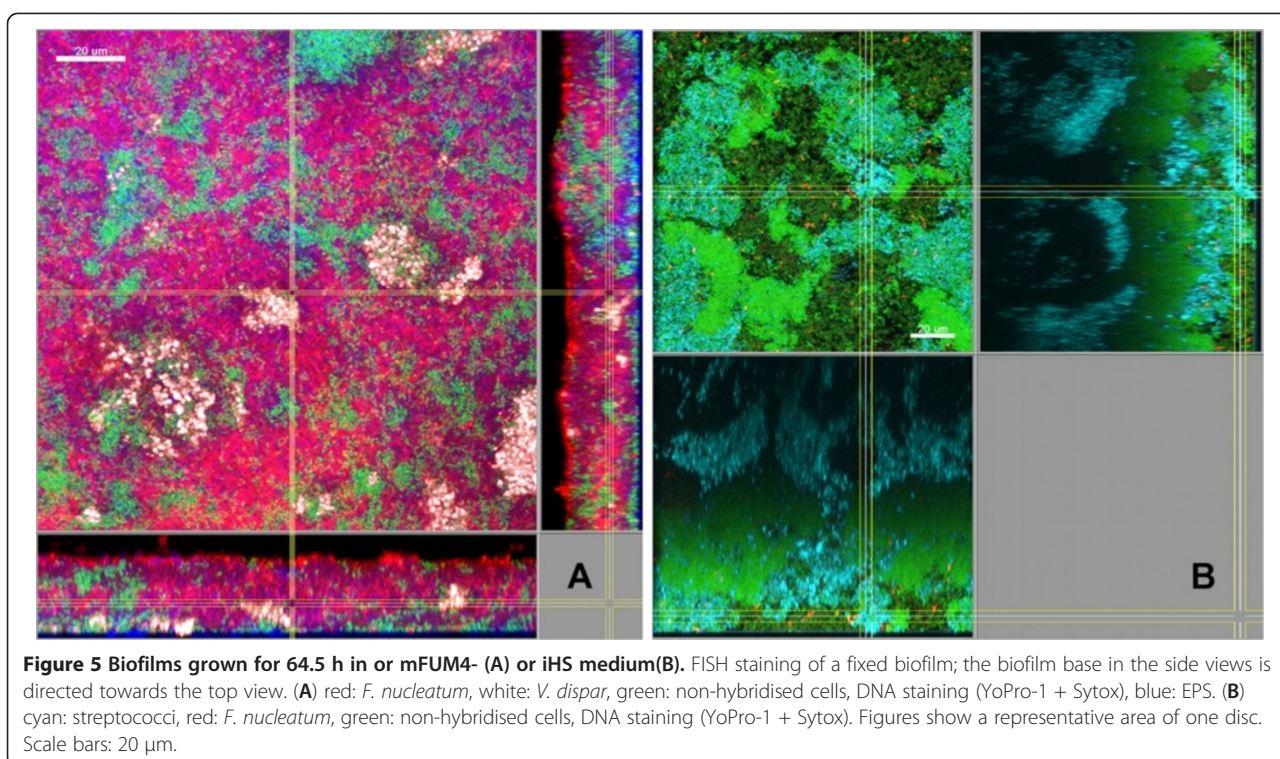 20 um
A
20 um
B
Figure 5 Biofilms grown for 64.5 h in or mFUM4- (A) or iHS medium(B). FISH staining of a fixed biofilm; the biofilm base in the side views is
directed towards the top view. (A) red: F. nucleatum, white: V. dispar, green: non-hybridised cells, DNA staining (YoPro-1 + Sytox), blue: EPS. (B)
cyan: streptococci, red: F. nucleatum, green: non-hybridised cells, DNA staining (YoPro-1 + Sytox). Figures show a representative area of one disc.
Scale bars: 20 μm.